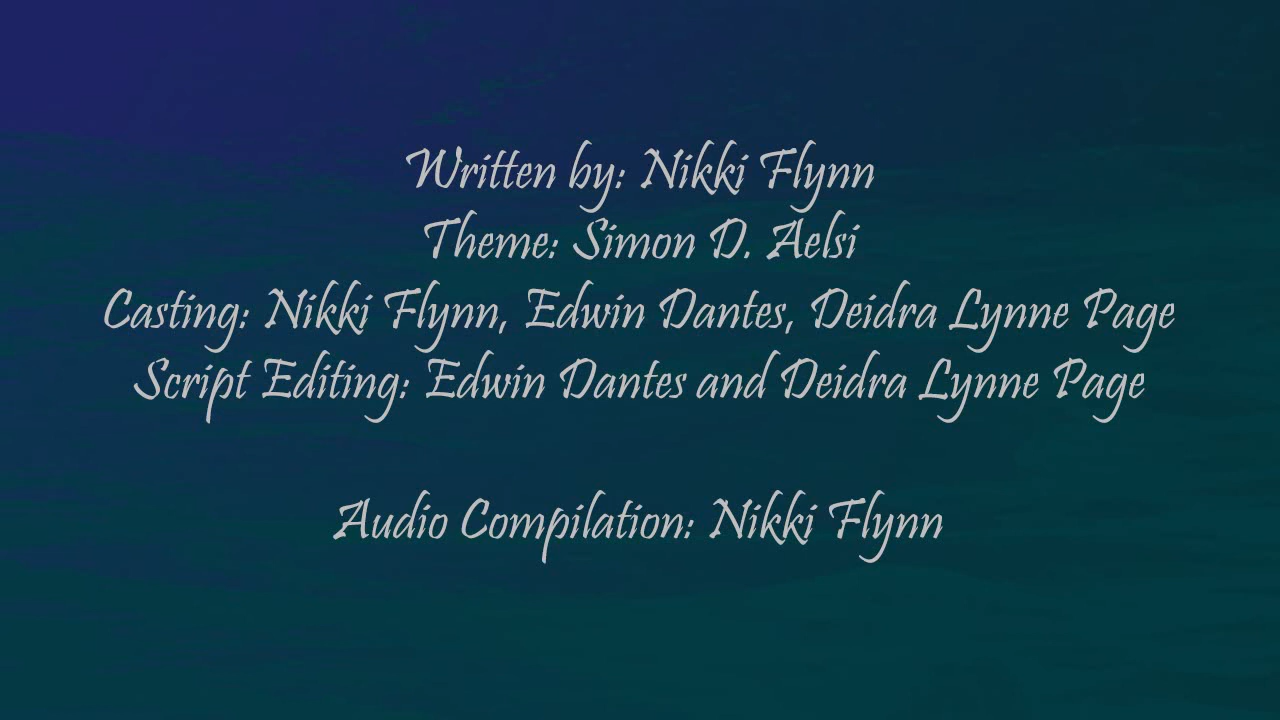 Written by: Nikki Flynn
Theme: Simon D. Aelsi
Casting: Nikki Flynn, Edwin Dantes, Deidra Lynne Page
Script Editing: Edwin Dantes and Deidra Lynne Page
Audio Compilation: Nikki Flynn